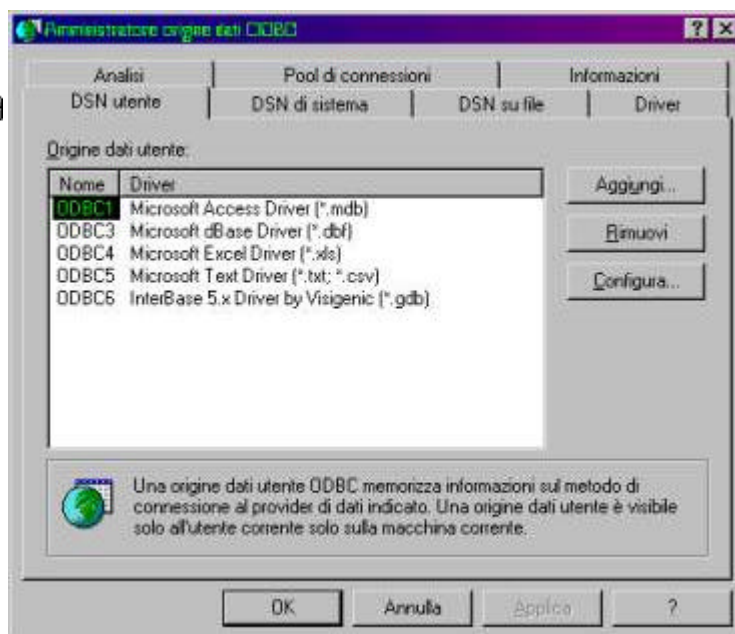 Amministratore origine dati ODBC
Analisi Pool di connessioni Informazioni
DSN utente DSN di sistema DSN su file Driver
Origine dati utente:
Nome Driver
ODBC1 Microsoft Access Driver (*.mdb)
ODBC3 Microsoft dBase Driver (*.dbf)
ODBC4 Microsoft Excel Driver (*.xls)
ODBC5 Microsoft Text Driver (*.txt; *.csv)
ODBC6 InterBase 5.x Driver by Visigenic (*.gdb)
Aggiungi...
Rimuovi
Configura...
Una origine dati utente ODBC memorizza informazioni sul metodo di
connessione al provider di dati indicato. Una origine dati utente è visibile
solo all'utente corrente solo sulla macchina corrente.
OK Annulla Applica ?